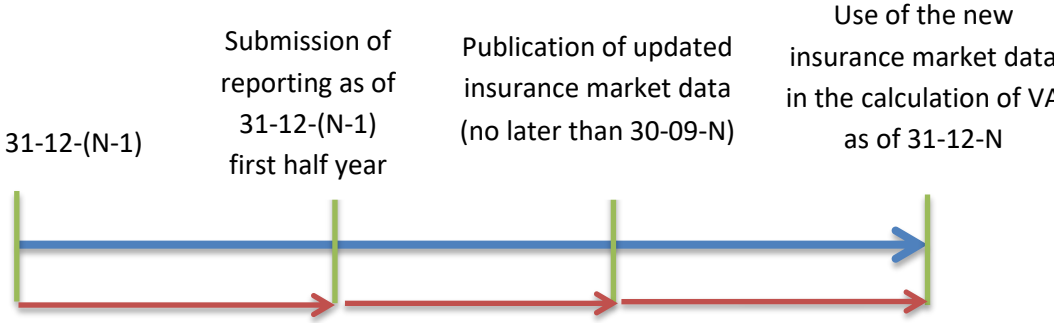 31-12-(N-1)
Submission of
reporting as of
31-12-(N-1)
first half year
Publication of updated
insurance market data
(no later than 30-09-N)
Use of the new
insurance market data
in the calculation of VA
as of 31-12-N